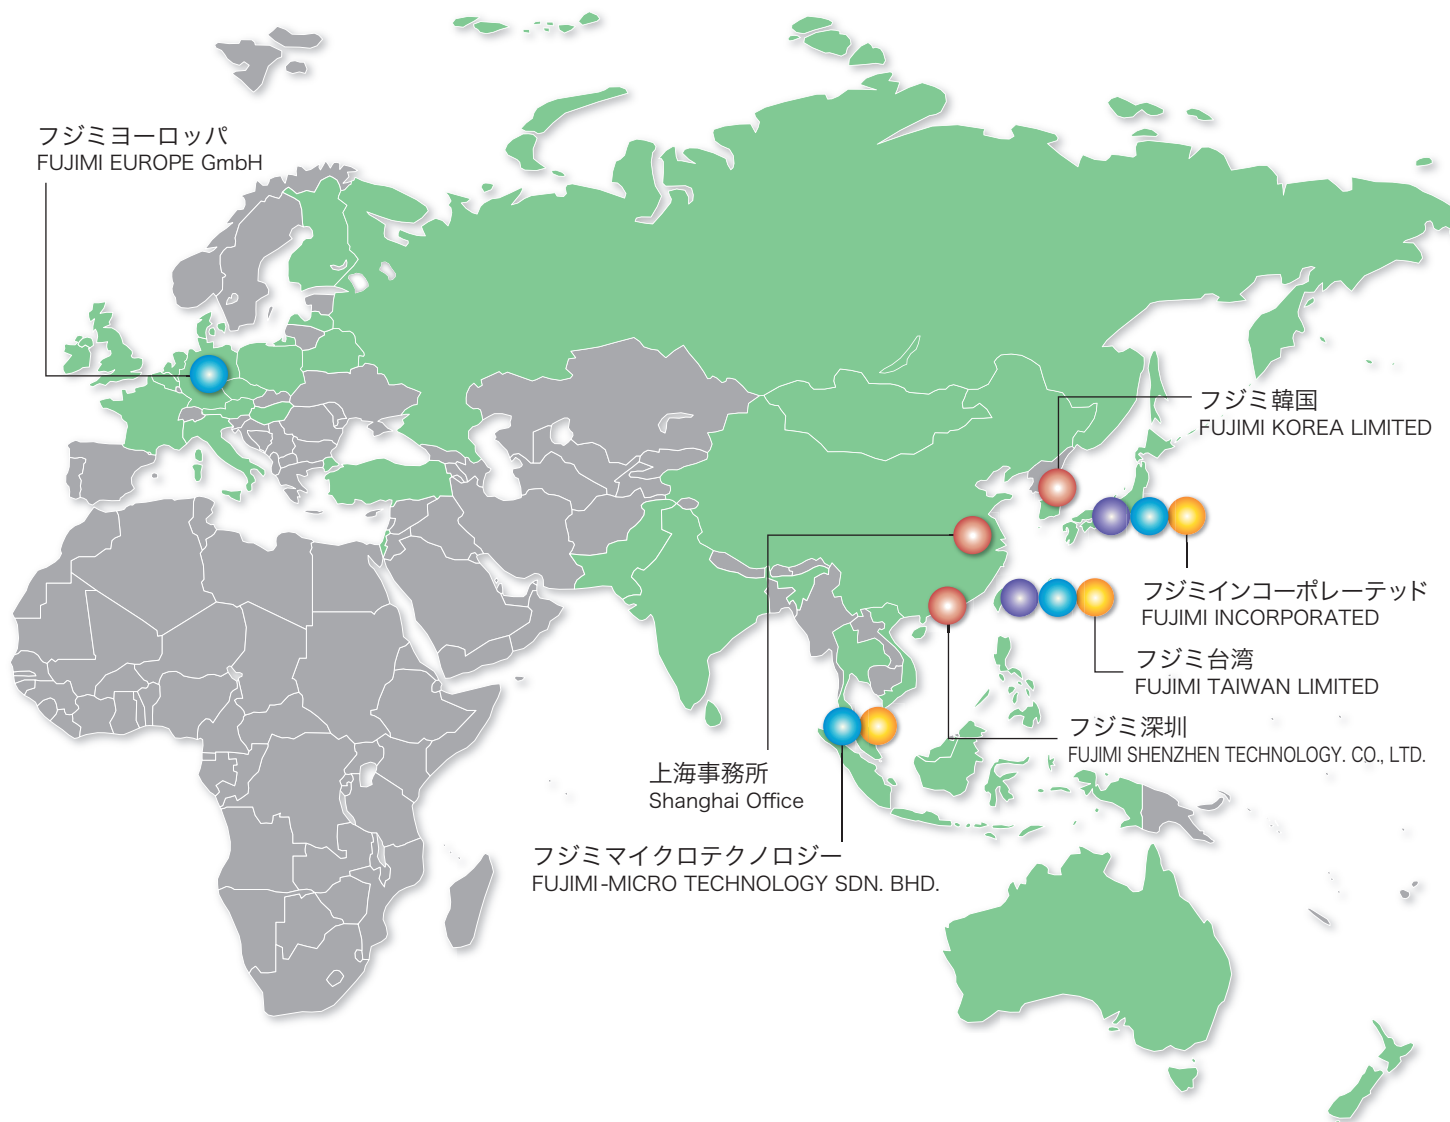 フジミヨーロッパ
FUJIMI EUROPE GmbH
フジミ韓国
FUJIMI KOREA LIMITED
フジミインコーポレーテッド
FUJIMI INCORPORATED
フジミ台湾
FUJIMI TAIWAN LIMITED
フジミ深圳
FUJIMI SHENZHEN TECHNOLOGY. CO., LTD.
上海事務所
Shanghai Office
フジミマイクロテクノロジー
FUJIMI-MICRO TECHNOLOGY SDN. BHD.